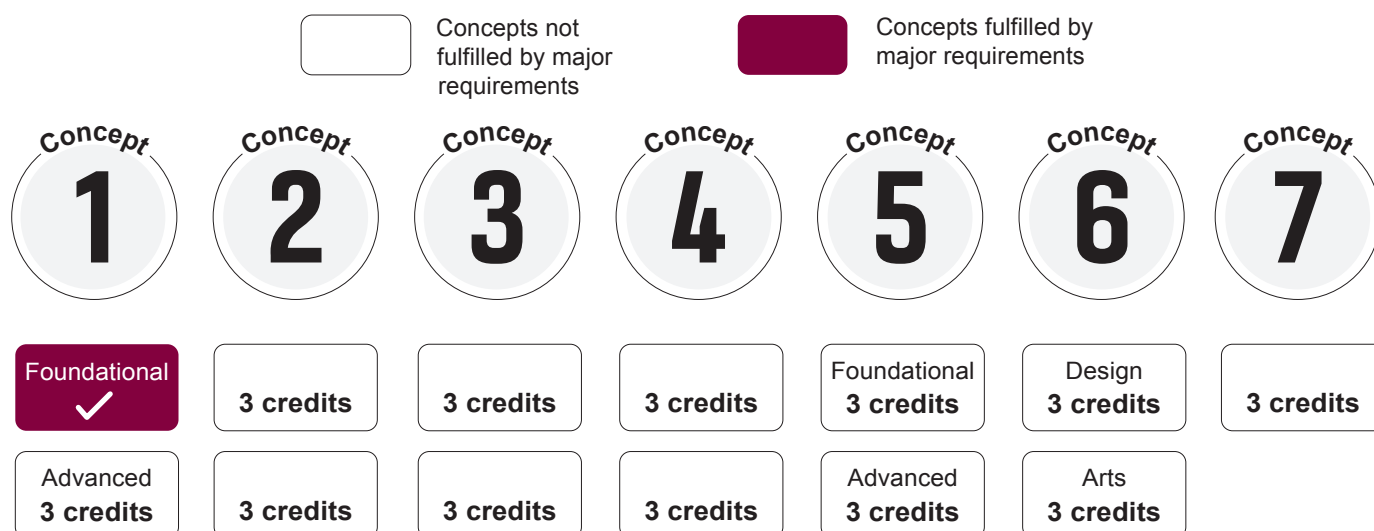 Concepts not
fulfilled by major
requirements
Concepts fulfilled by
major requirements
Concept
1
Concept
2
Concept
3
Concept
4
Concept
5
Concept
6
Concept
7
Foundational
3 credits
3 credits
3 credits
Foundational
3 credits
Design
3 credits
3 credits
Advanced
3 credits
3 credits
3 credits
3 credits
Advanced
3 credits
Arts
3 credits